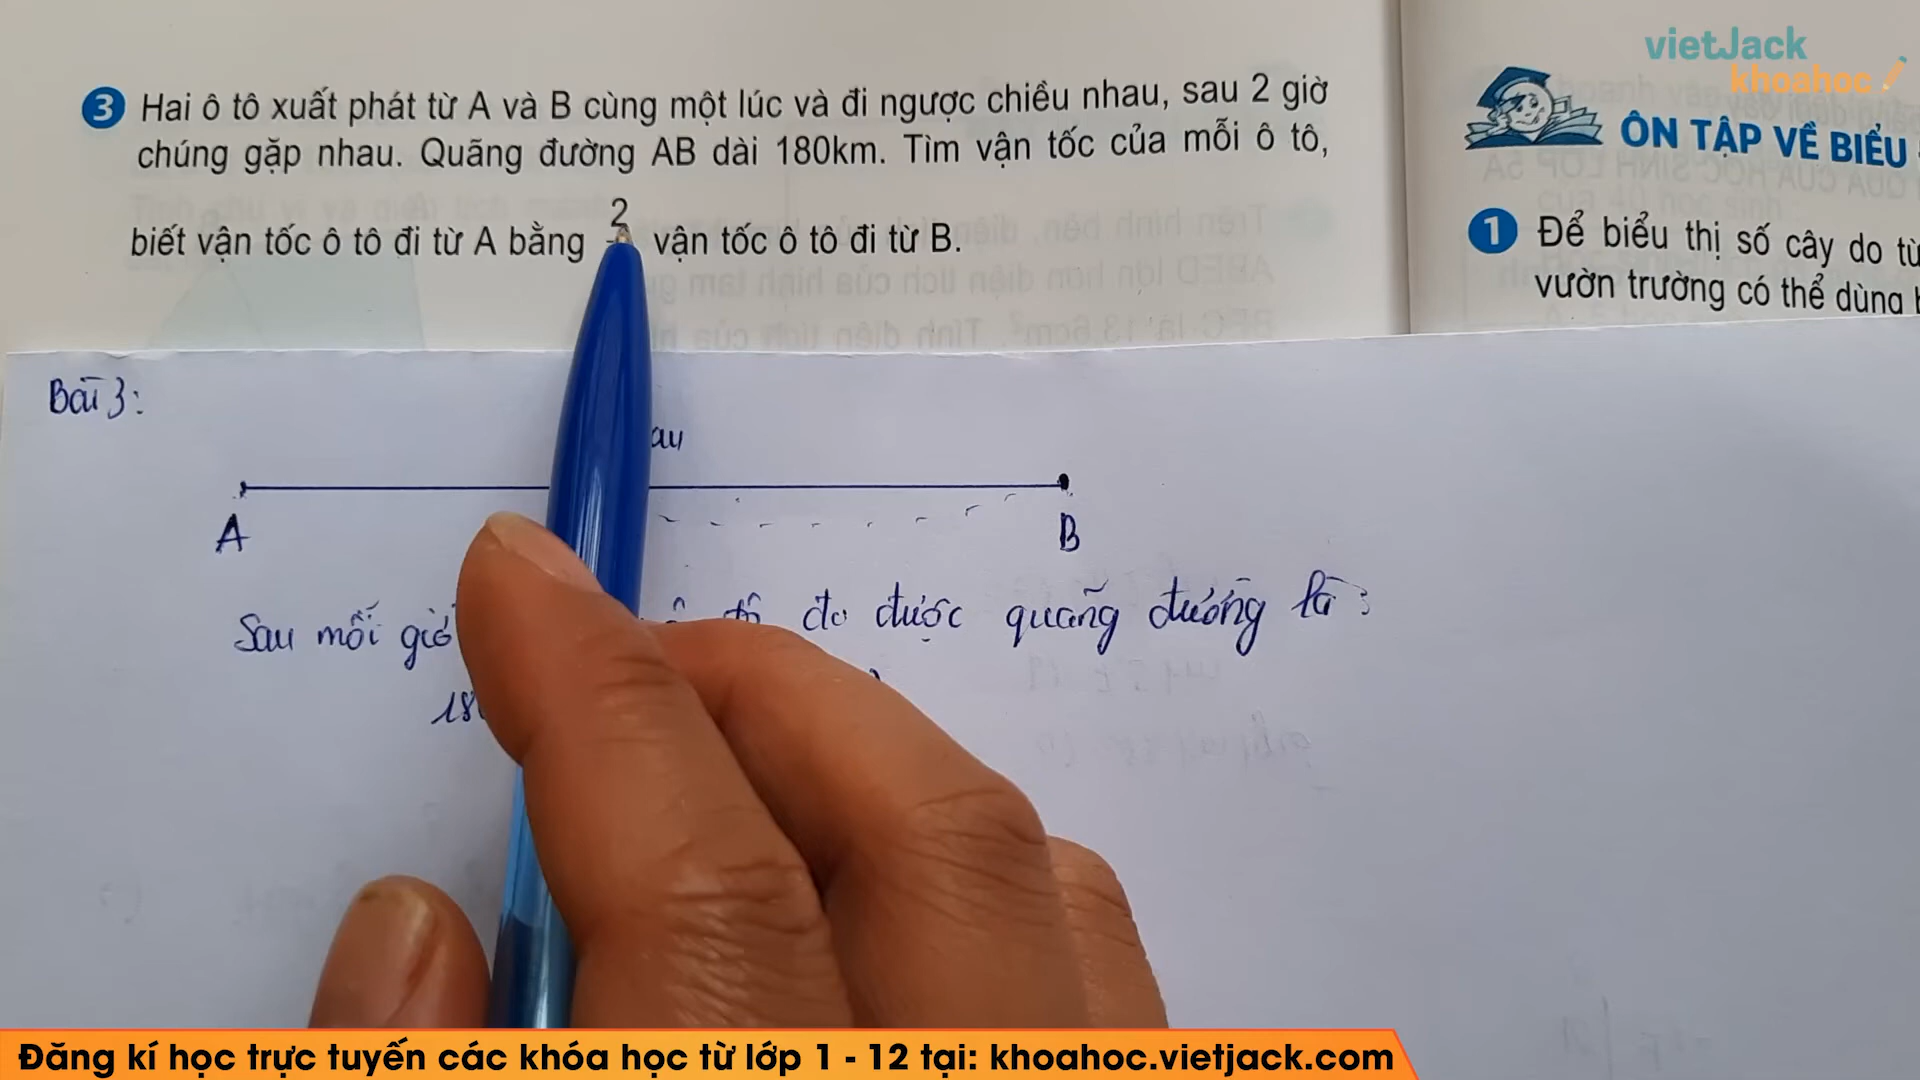 vietJack
khoahoc
3 Hai ô tô xuất phát từ A và B cùng một lúc và đi ngược chiều nhau, sau 2 giờ
chúng gặp nhau. Quãng đường AB dài 180km. Tìm vận tốc của mỗi ô tô,
2
biết vận tốc ô tô đi từ A bằng vận tốc ô tô đi từ B.
ÔN TẬP VỀ BIỂU
1 Để biểu thị số cây do
vườn trường có thể dùng
Bài 3:
A B
Sau mỗi giờ ô tô đi được quãng đường là:
Đăng kí học trực tuyến các khóa học từ lớp 1 - 12 tại: khoahoc.vietjack.com